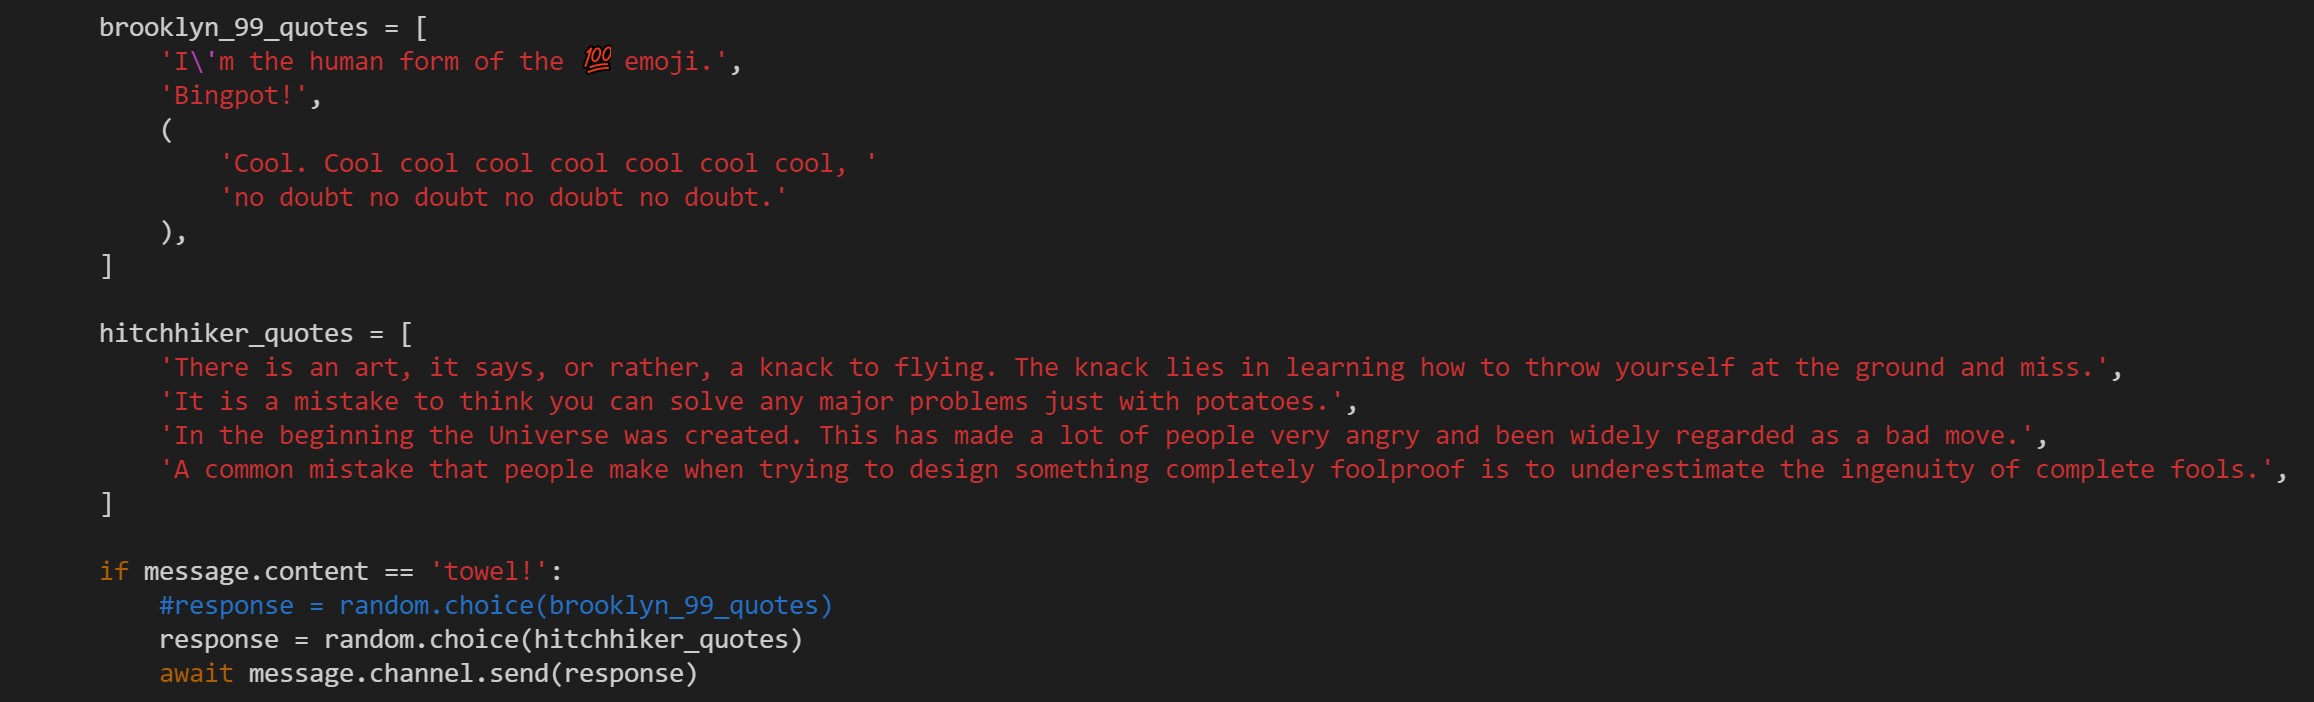 brooklyn_99_quotes = [
    'I\'m the human form of the 💯 emoji.',
    'Bingpot!',
    (
        'Cool. Cool cool cool cool cool cool cool, '
        'no doubt no doubt no doubt no doubt.'
    ),
]
hitchhiker_quotes = [
    'There is an art, it says, or rather, a knack to flying. The knack lies in learning how to throw yourself at the ground and miss.',
    'It is a mistake to think you can solve any major problems just with potatoes.',
    'In the beginning the Universe was created. This has made a lot of people very angry and been widely regarded as a bad move.',
    'A common mistake that people make when trying to design something completely foolproof is to underestimate the ingenuity of complete fools.',
]
if message.content == 'towel!':
    #response = random.choice(brooklyn_99_quotes)
    response = random.choice(hitchhiker_quotes)
    await message.channel.send(response)